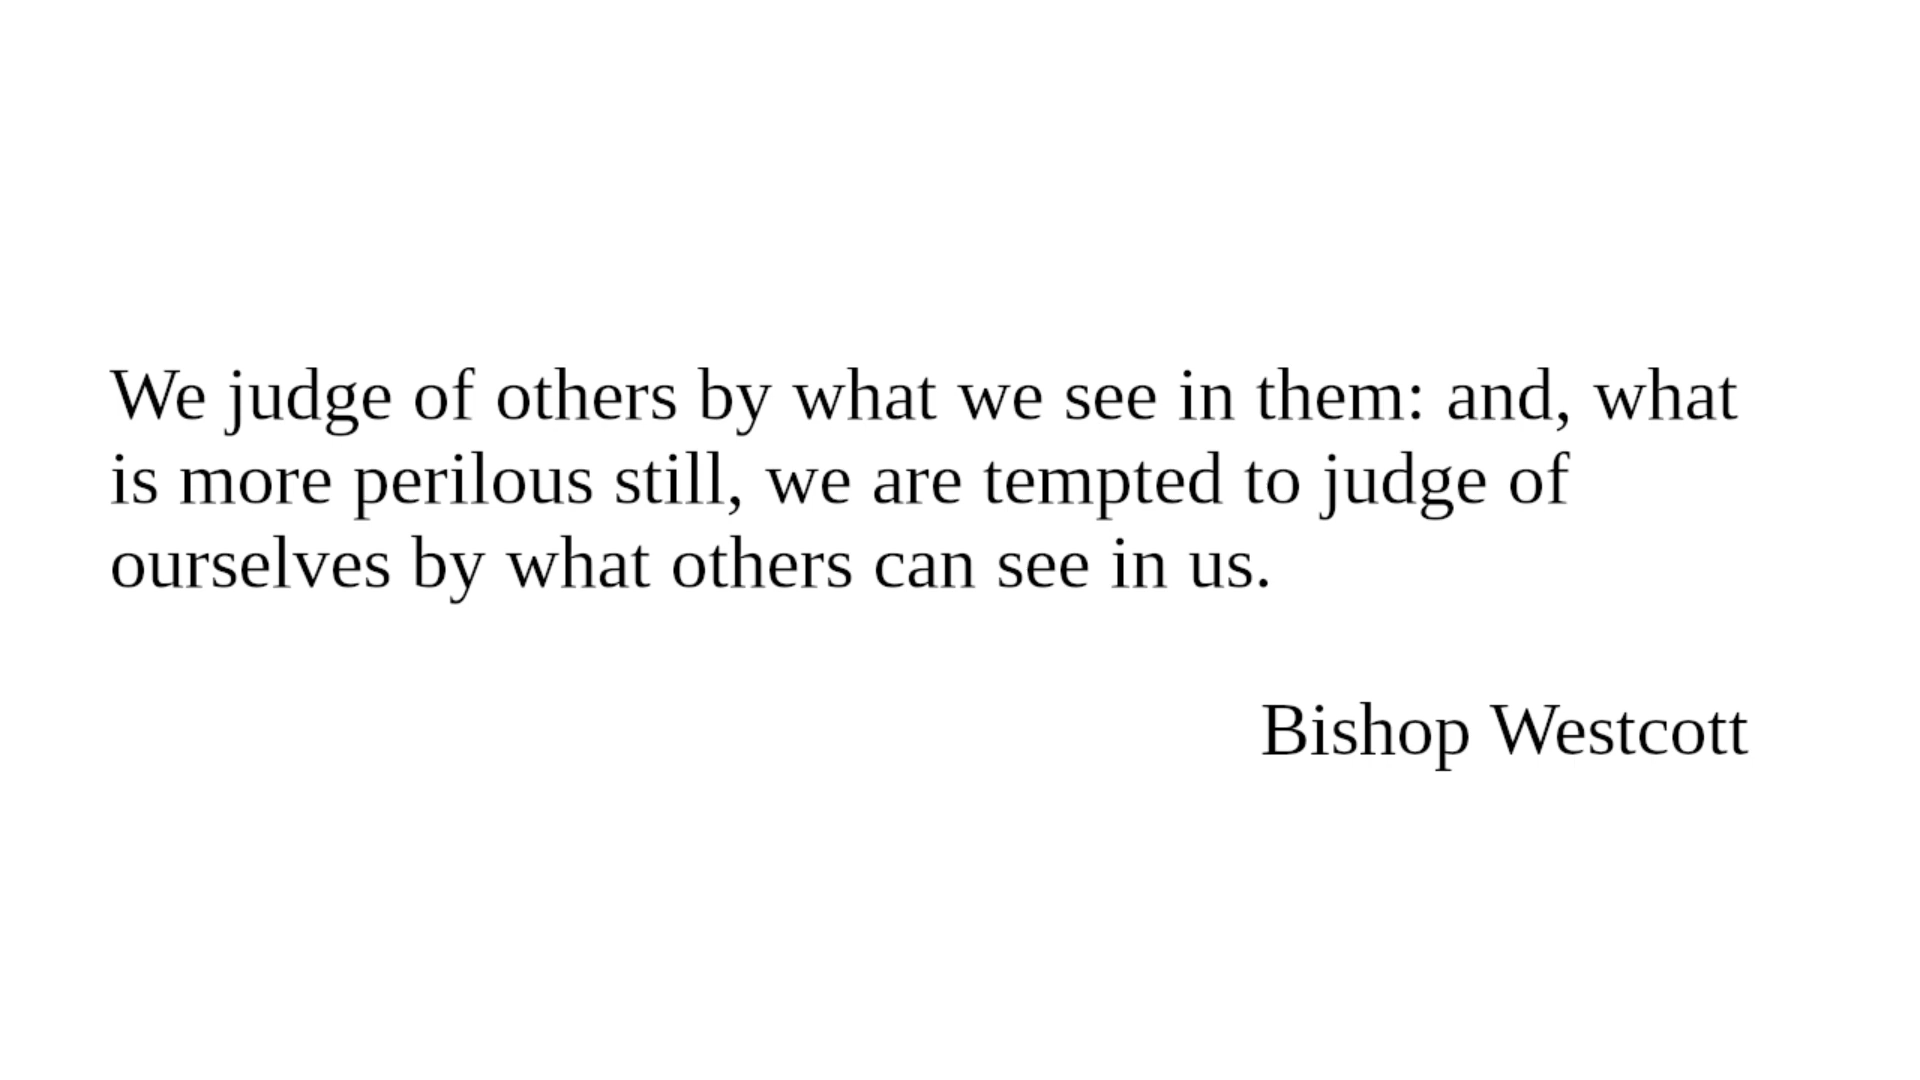 We judge of others by what we see in them: and, what
is more perilous still, we are tempted to judge of
ourselves by what others can see in us.
Bishop Westcott